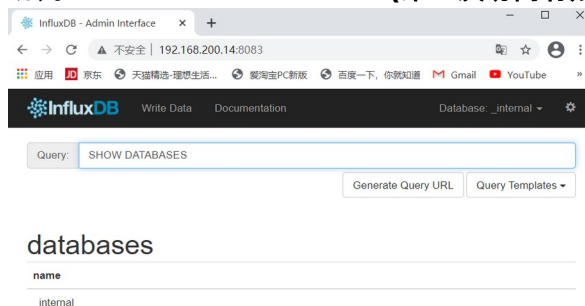 InfluxDB - Admin Interface
不安全 | 192.168.200.14:8083
应用 JD 京东 天猫精选-理想生活... 爱淘宝PC新版 百度一下，你就知道 Gmail YouTube »
InfluxDB Write Data Documentation Database: _internal
Query: SHOW DATABASES
Generate Query URL Query Templates
databases
name
internal